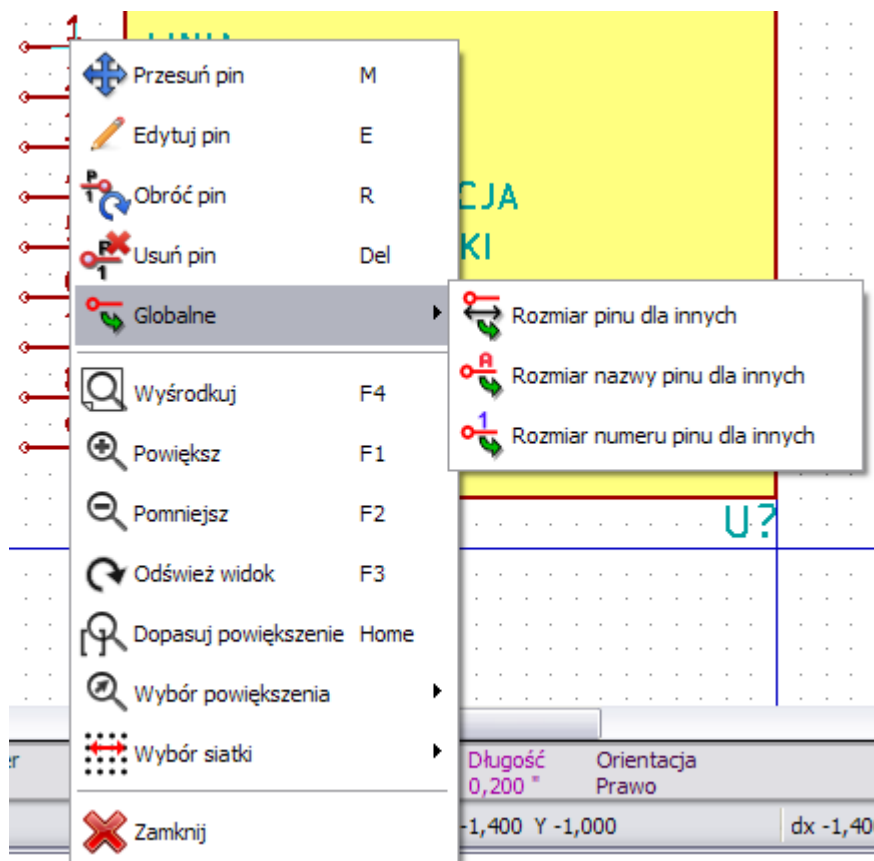 1
LINIA
Przesuń pin M
Edytuj pin E
Obróć pin R
CJA
Usuń pin Del
KI
Globalne
Rozmiar pinu dla innych
Rozmiar nazwy pinu dla innych
Rozmiar numeru pinu dla innych
Wyśrodkuj F4
Powiększ F1
Pomniejsz F2
U?
Odśwież widok F3
Dopasuj powiększenie Home
Wybór powiększenia
Wybór siatki
Długość Orientacja
0,200 " Prawo
Zamknij
-1,400 Y -1,000 dx -1,40